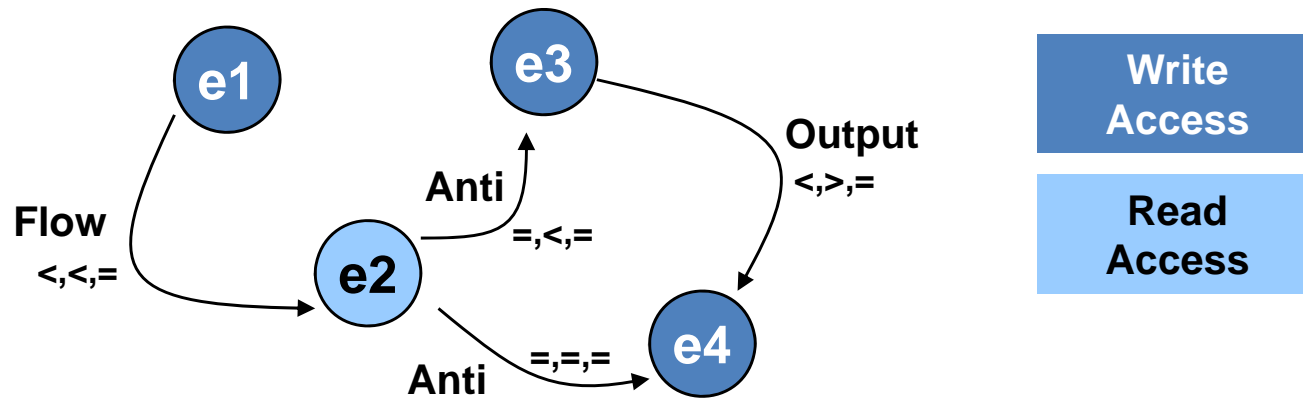 e1
e3
Write
Access
Output
<,>,=
Anti
=,<,=
Flow
<,<,=
e2
Read
Access
e4
=,=,=
Anti